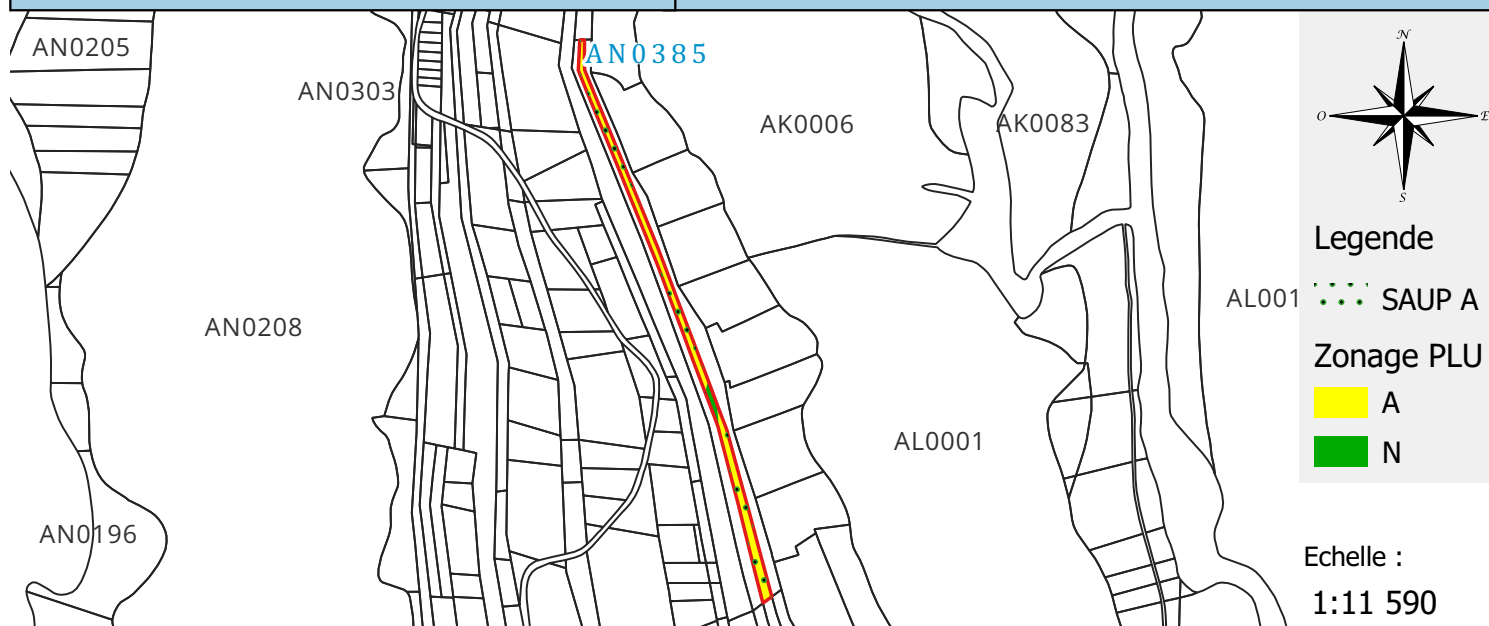 AN0205
AN0385
AN0303
AK0006
AK0083
AN0208
AL001
AL0001
AN0196
N
O
E
S
Legende
SAUP A
Zonage PLU
A
N
Echelle :
1:11 590